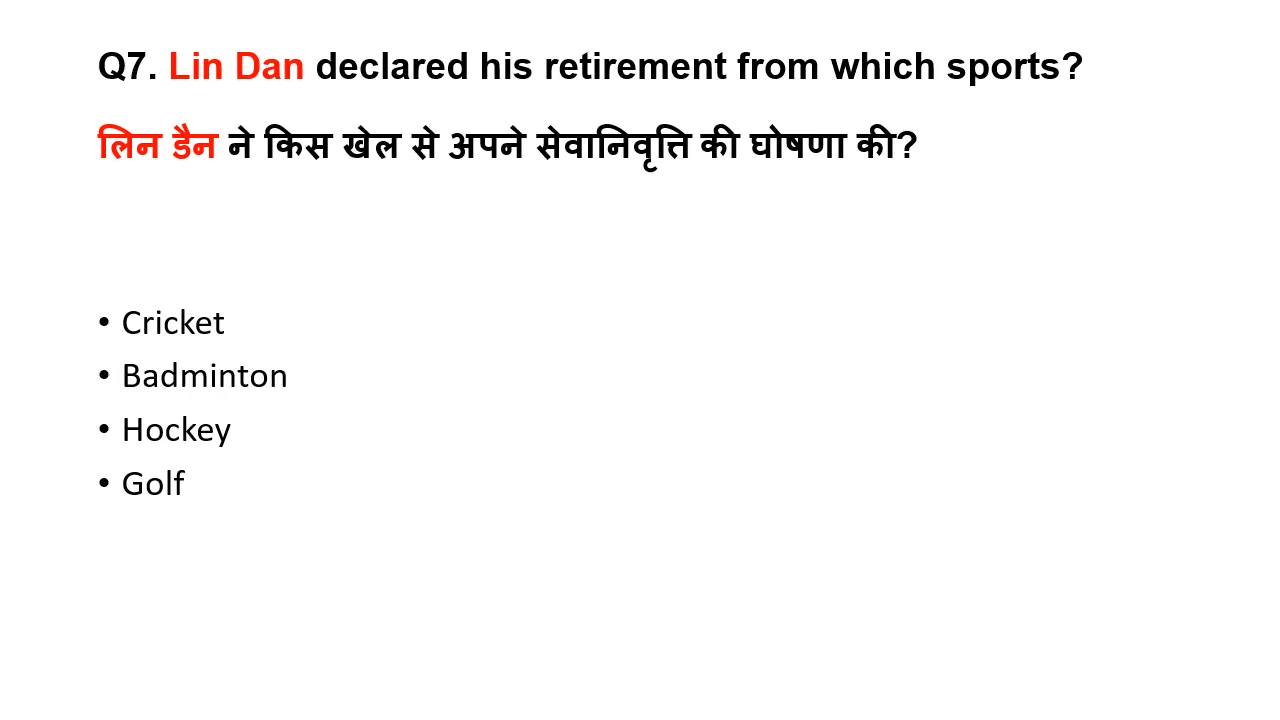 Q7. Lin Dan declared his retirement from which sports?
लिन डैन ने किस खेल से अपने सेवानिवृत्ति की घोषणा की?
• Cricket
• Badminton
• Hockey
• Golf